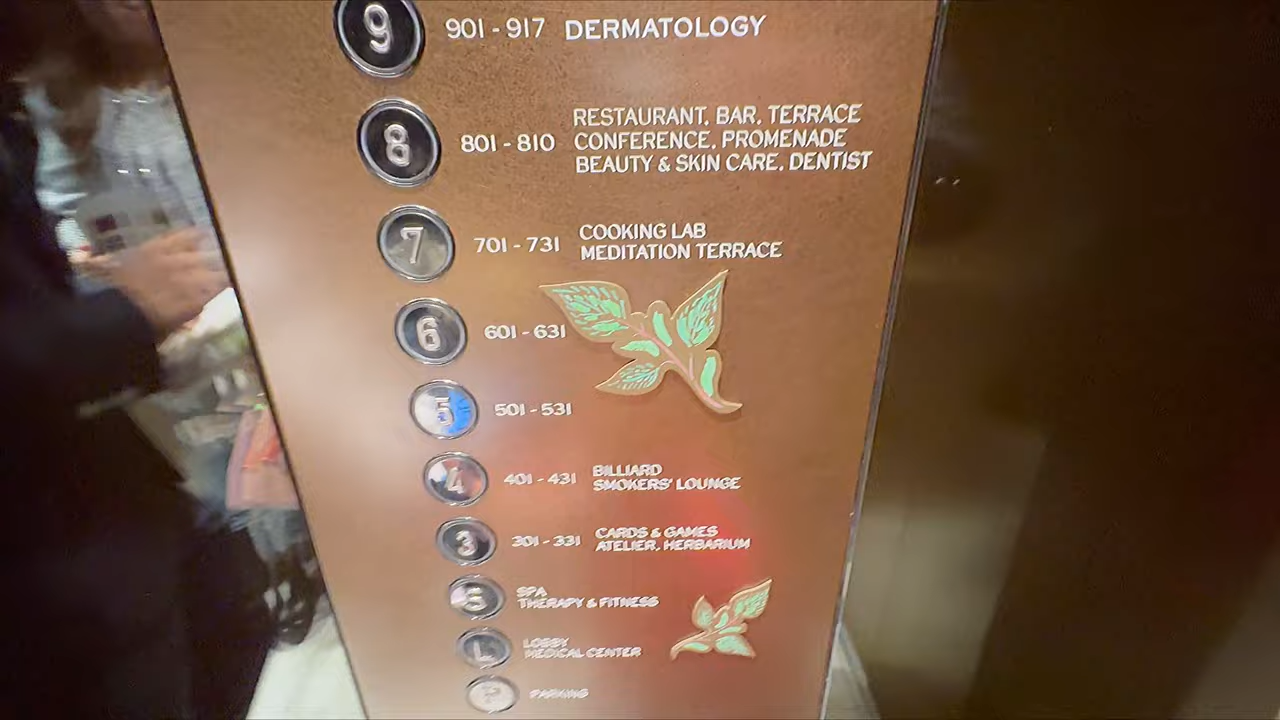 9 901 - 917 DERMATOLOGY
8 801 - 810 RESTAURANT, BAR, TERRACE
CONFERENCE, PROMENADE
BEAUTY & SKIN CARE, DENTIST
7 701 - 731 COOKING LAB
MEDITATION TERRACE
6 601 - 631
5 501 - 531
4 401 - 431 BILLIARD
SMOKERS' LOUNGE
3 301 - 331 CARDS & GAMES
ATELIER, HERBARIUM
S SPA
THERAPY & FITNESS
L LOBBY
MEDICAL CENTER
P PARKING